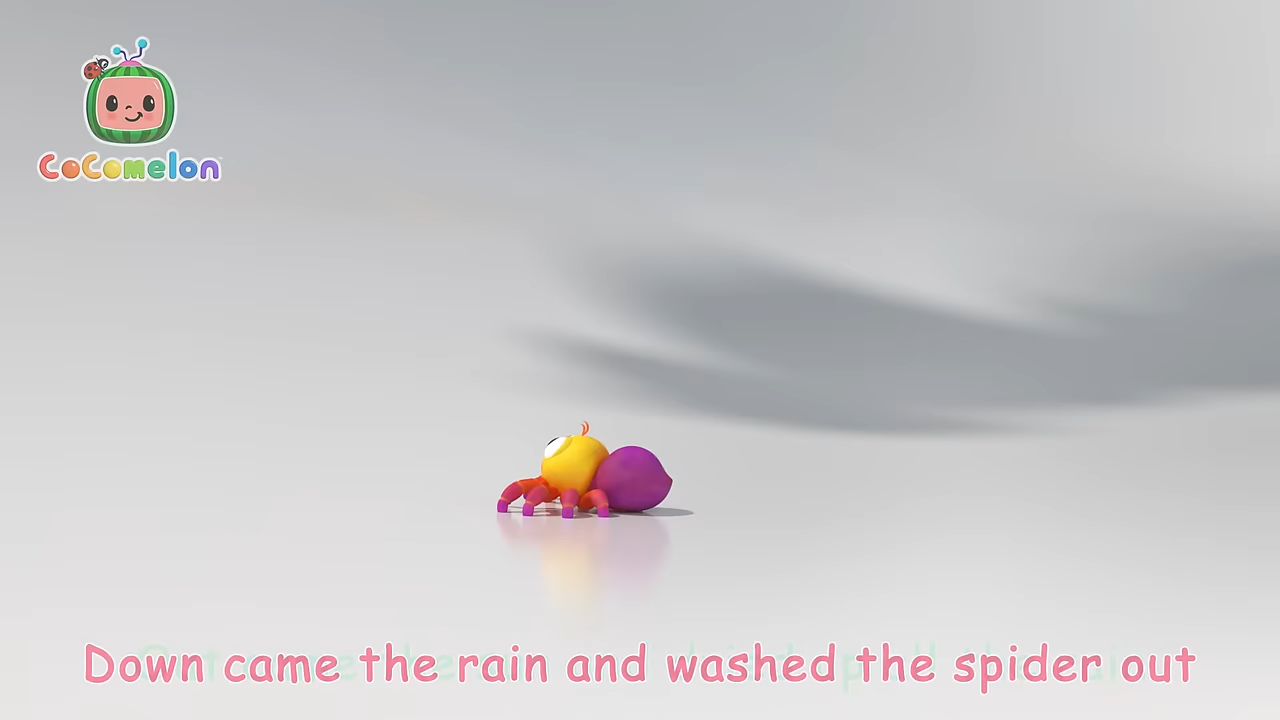 CoComelon
Down came the rain and washed the spider out